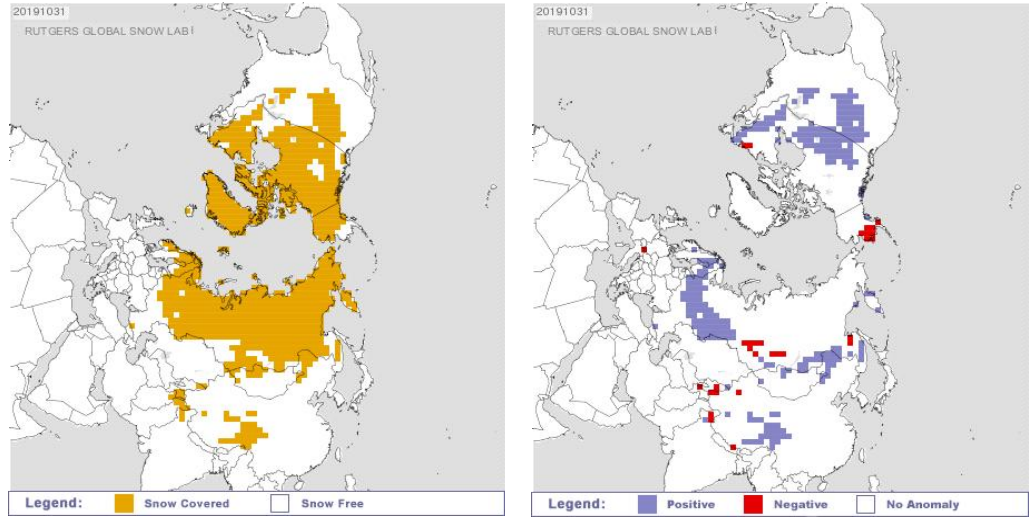 20191031
RUTGERS GLOBAL SNOW LAB
Legend: Snow Covered Snow Free
20191031
RUTGERS GLOBAL SNOW LAB
Legend: Positive Negative No Anomaly